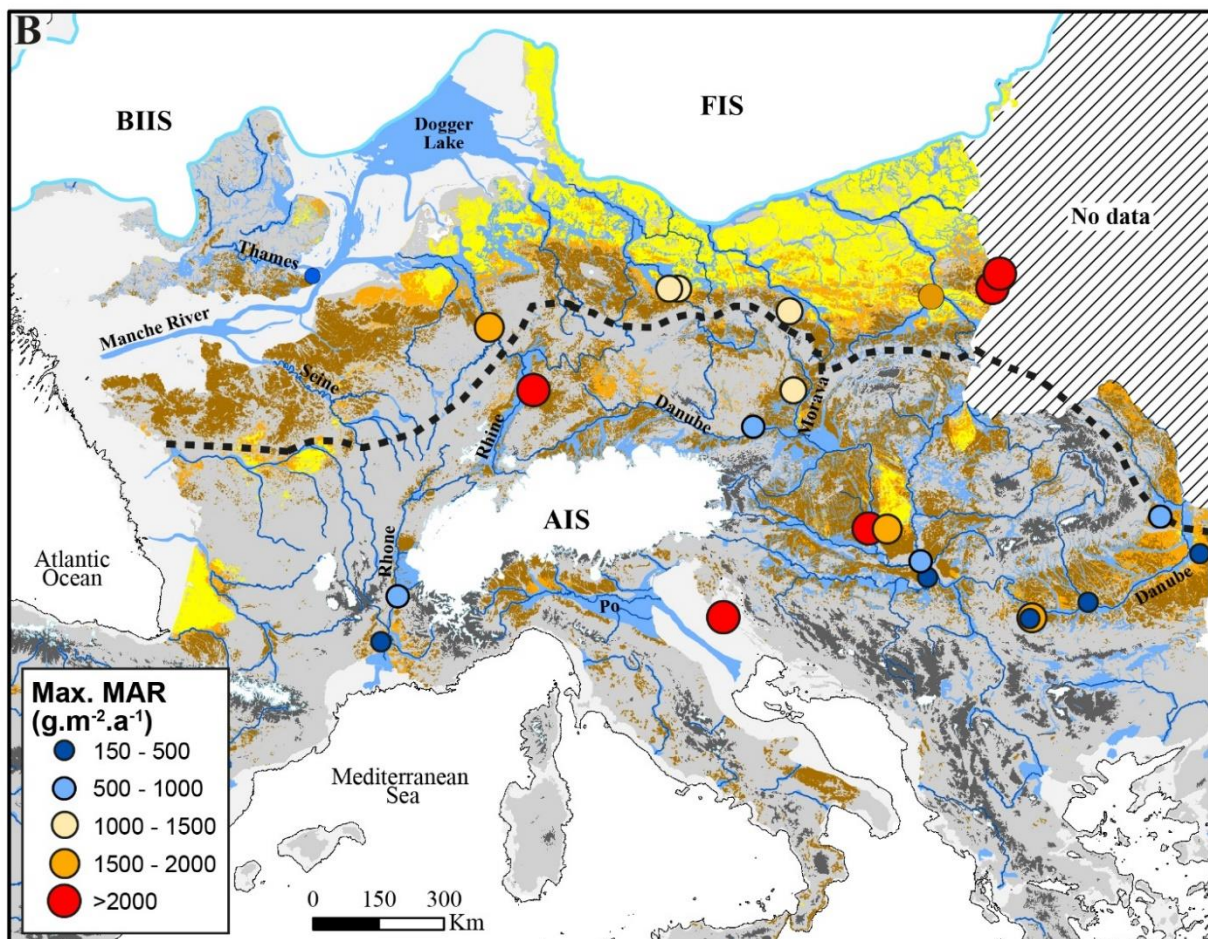 B
BIIS
FIS
Dogger
Lake
No data
Thames
Manche River
Seine
Morava
Danube
Rhine
AIS
Rhone
Atlantic
Ocean
Po
Danube
Max. MAR
(g.m⁻².a⁻¹)
150 - 500
500 - 1000
1000 - 1500
1500 - 2000
>2000
Mediterranean
Sea
0 150 300
Km